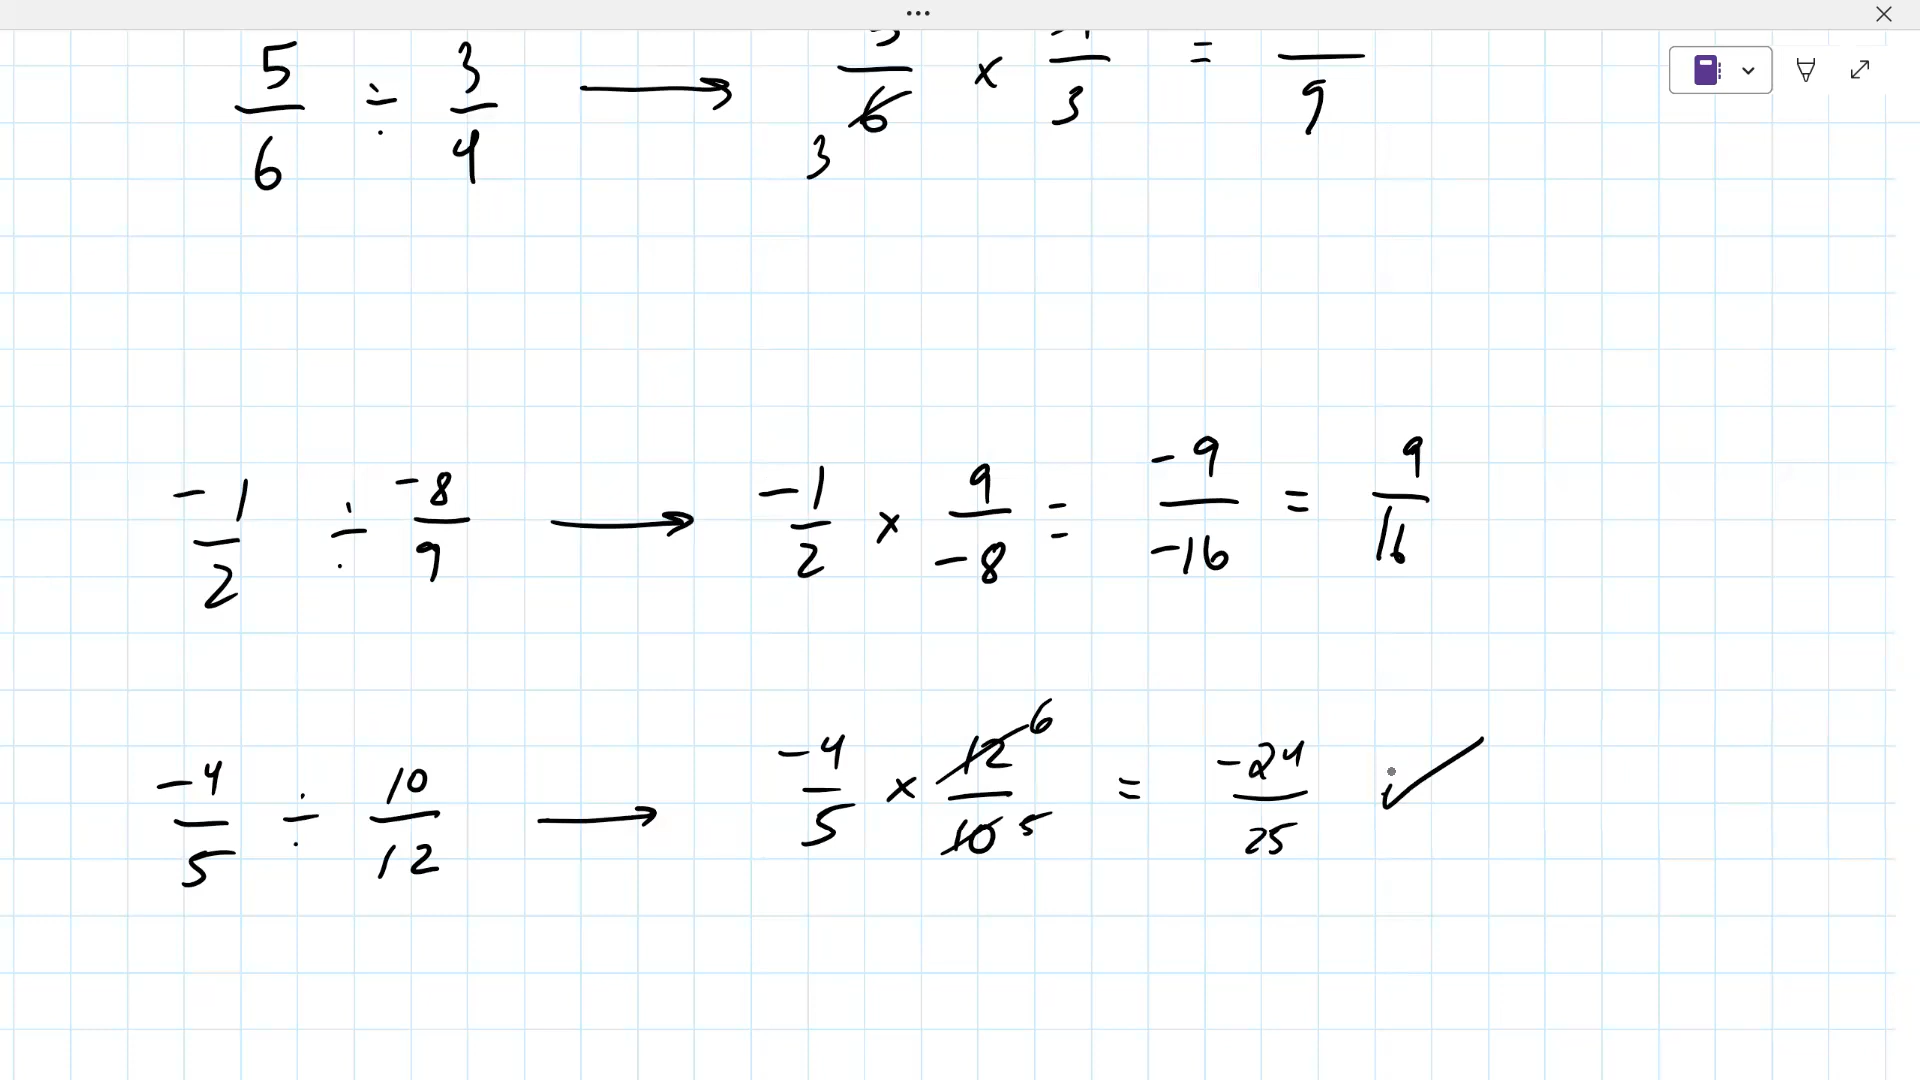 5/6 ÷ 3/4 → /6 3 × /3 = /9
-1/2 ÷ -8/9 → -1/2 × 9/-8 = -9/-16 = 9/16
-4/5 ÷ 10/12 → -4/5 × 12 6/10 5 = -24/25 ✓